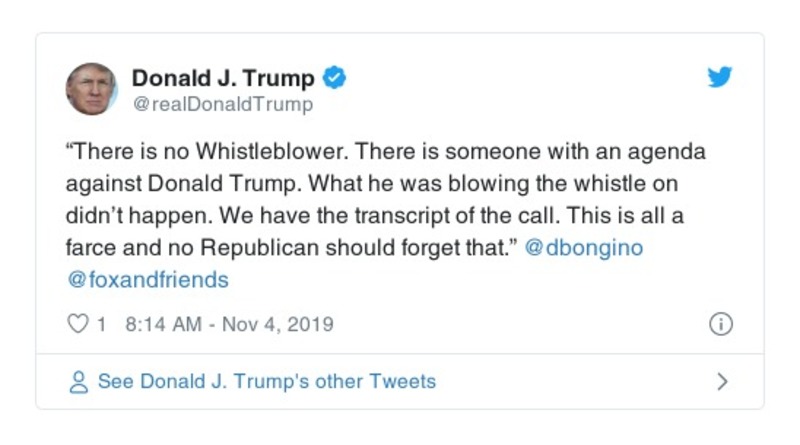 Donald J. Trump
@realDonaldTrump
“There is no Whistleblower. There is someone with an agenda
against Donald Trump. What he was blowing the whistle on
didn’t happen. We have the transcript of the call. This is all a
farce and no Republican should forget that.” @dbongino
@foxandfriends
1 8:14 AM - Nov 4, 2019
See Donald J. Trump's other Tweets